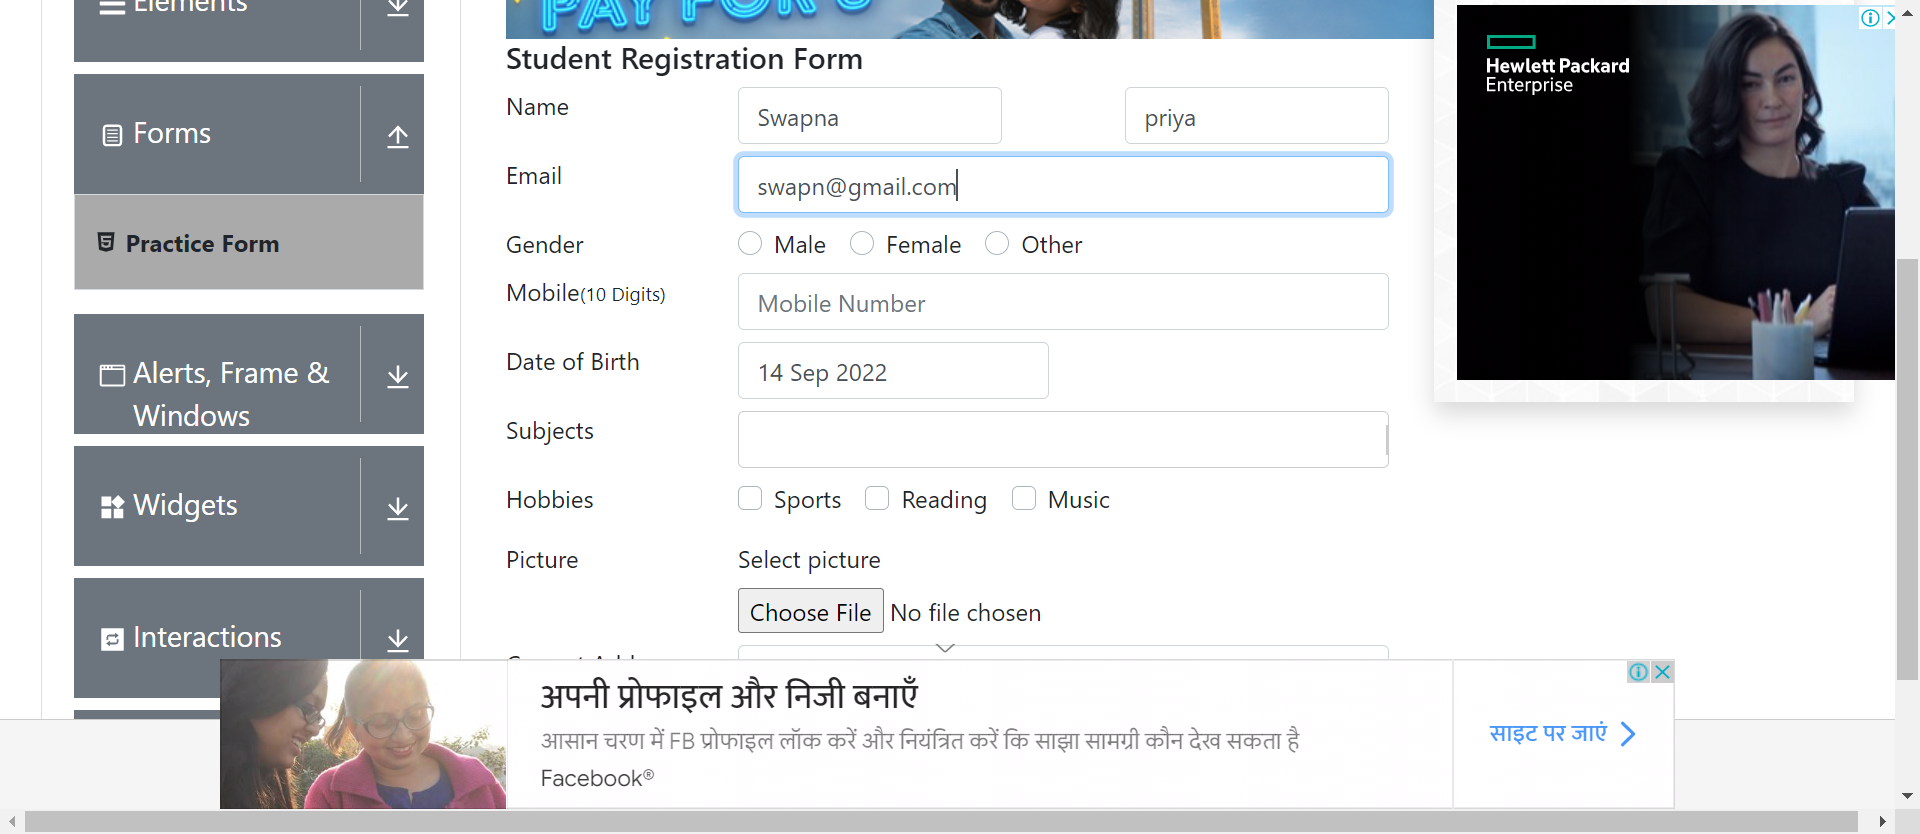 Elements
PAY FOR 3
Student Registration Form
Name
Swapna
priya
Email
swapn@gmail.com
Gender
Male
Female
Other
Mobile(10 Digits)
Mobile Number
Date of Birth
14 Sep 2022
Subjects
Hobbies
Sports
Reading
Music
Picture
Select picture
Choose File No file chosen
Forms
Practice Form
Alerts, Frame &
Windows
Widgets
Interactions
Hewlett Packard
Enterprise
अपनी प्रोफाइल और निजी बनाएँ
आसान चरण में FB प्रोफाइल लॉक करें और नियंत्रित करें कि साझा सामग्री कौन देख सकता है
Facebook®
साइट पर जाएं